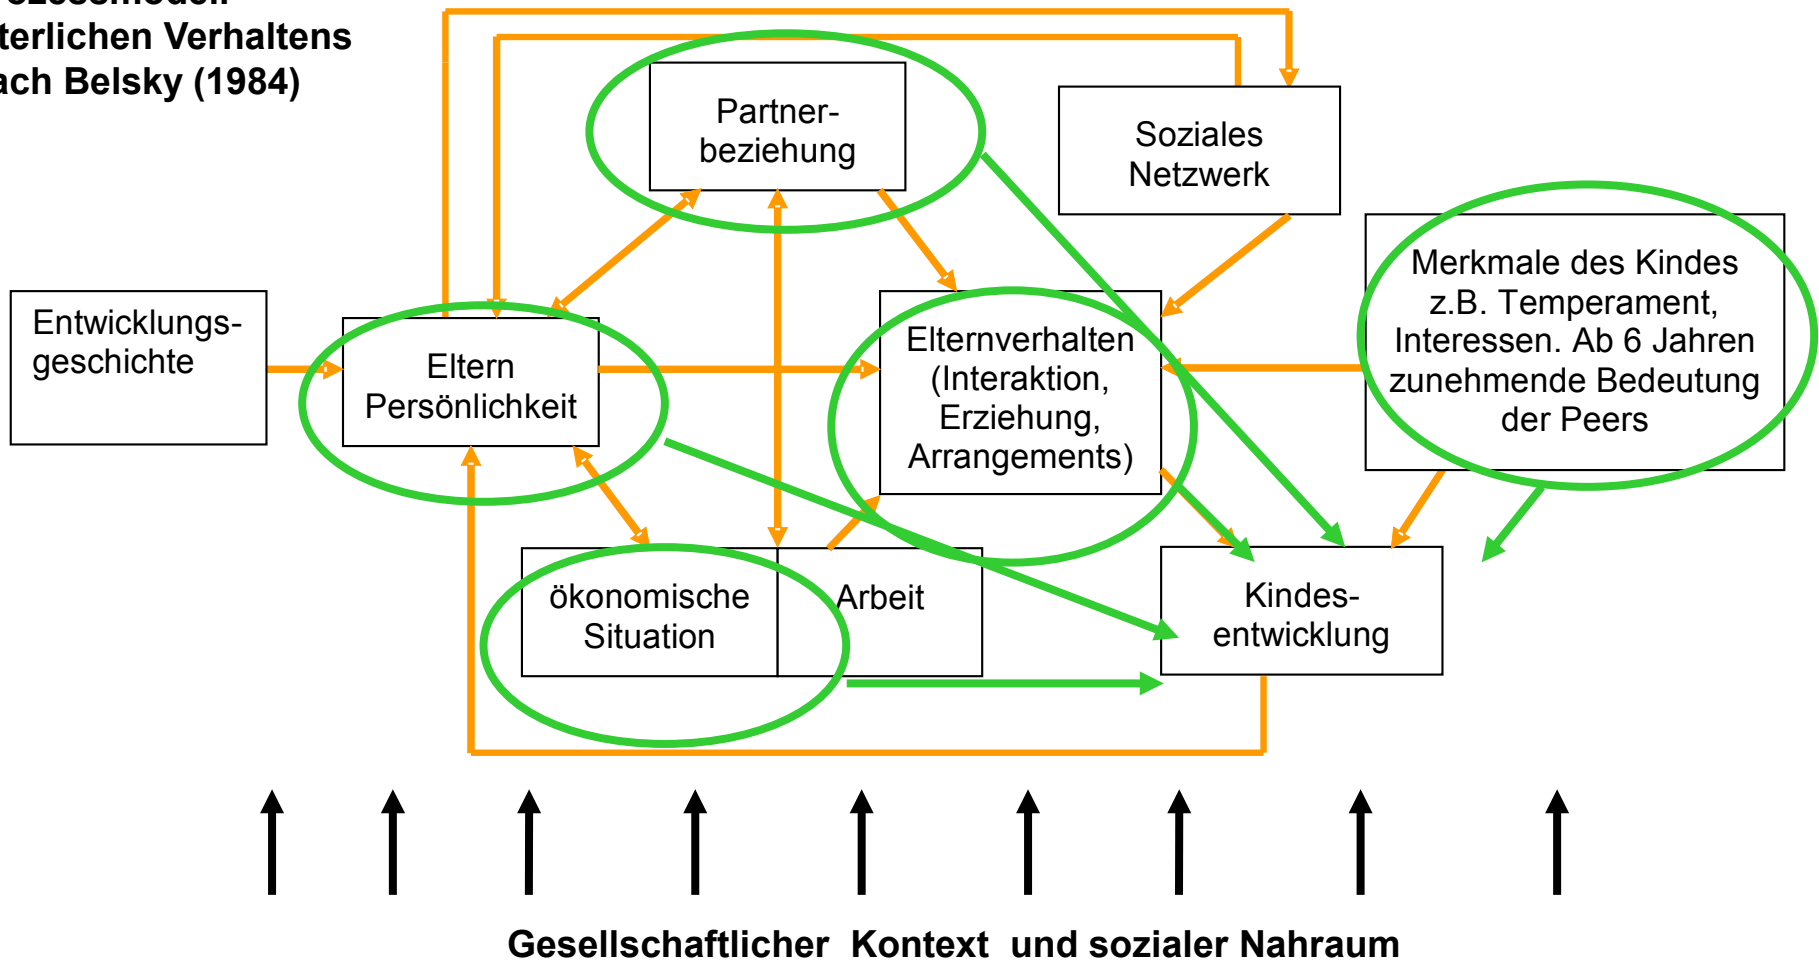 terlichen Verhaltens
ach Belsky (1984)
Partner-
beziehung
Soziales
Netzwerk
Merkmale des Kindes
z.B. Temperament,
Interessen. Ab 6 Jahren
zunehmende Bedeutung
der Peers
Entwicklungs-
geschichte
Eltern
Persönlichkeit
Elternverhalten
(Interaktion,
Erziehung,
Arrangements)
ökonomische
Situation
Arbeit
Kindes-
entwicklung
Gesellschaftlicher Kontext und sozialer Nahraum